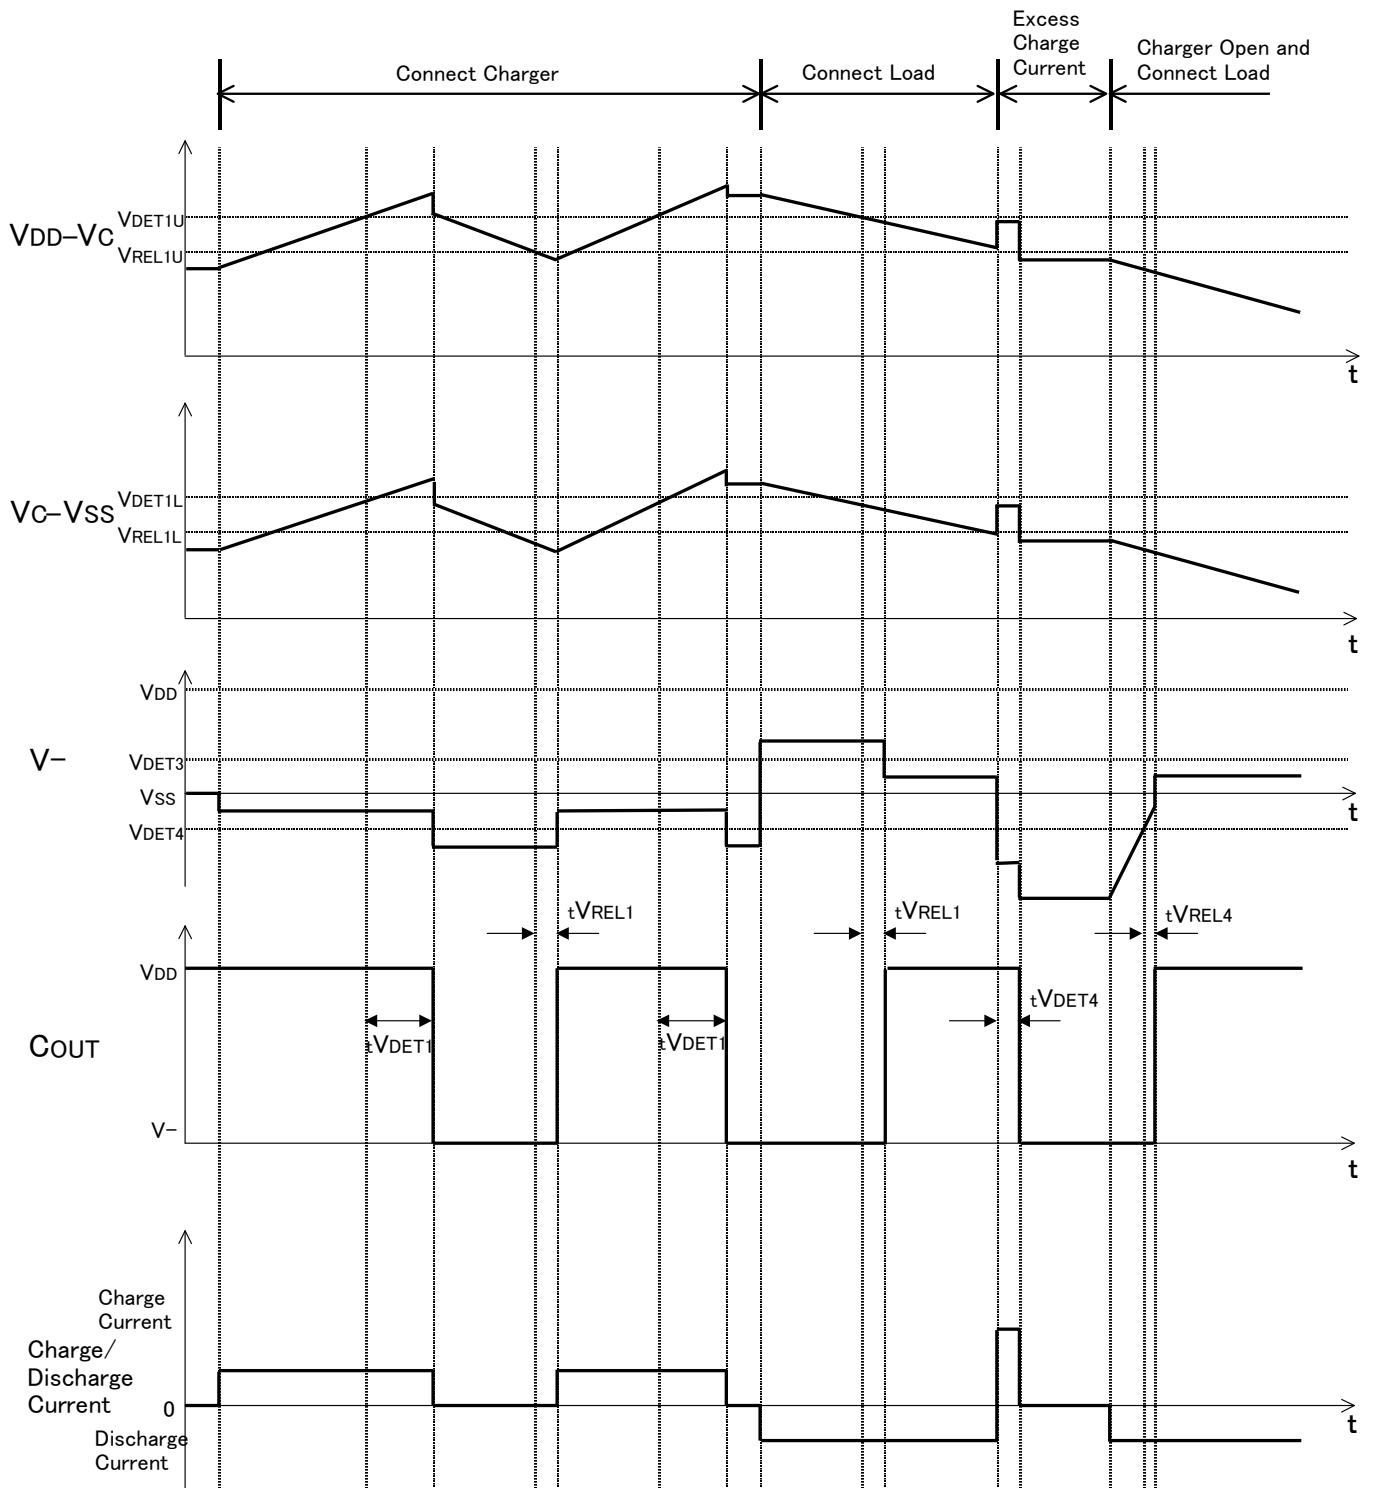 Excess
Charge
Current
Charger Open and
Connect Load
Connect Charger
Connect Load
VDD–VC
VDET1U
VREL1U
t
VC–VSS
VDET1L
VREL1L
t
V−
VDD
VDET3
VSS
VDET4
t
tVREL1
tVREL1
tVREL4
COUT
VDD
tVDET1
tVDET1
tVDET4
V−
t
Charge
Current
Charge/
Discharge
Current
0
t
Discharge
Current